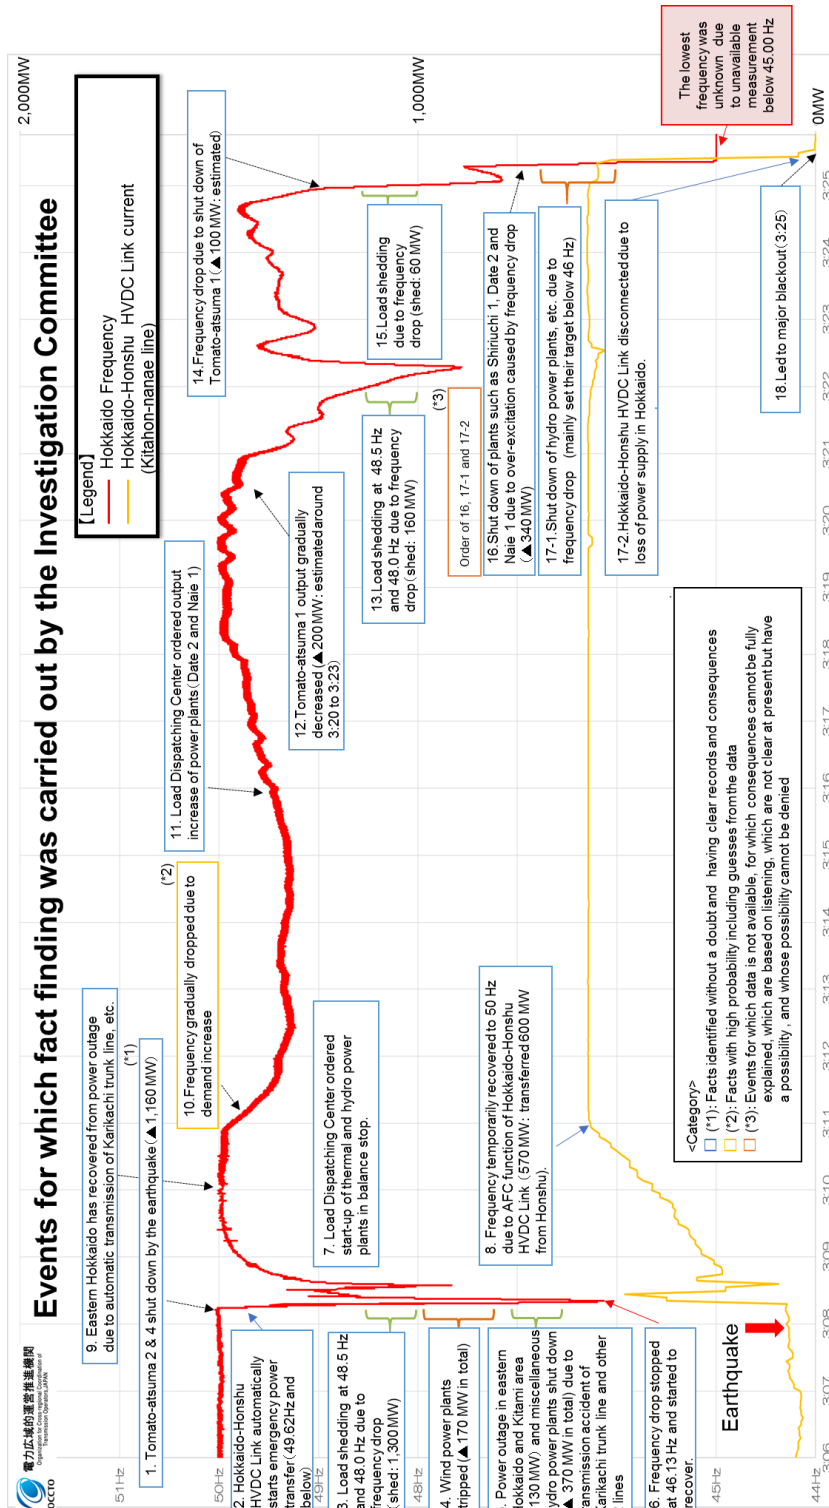 電力広域的運営推進機関
Organization for Cross-regional Coordination of
Transmission Operators, JAPAN
OCCTO
Events for which fact finding was carried out by the Investigation Committee
【Legend】
Hokkaido Frequency
Hokkaido-Honshu HVDC Link current
(Kitahon-nanae line)
9. Eastern Hokkaido has recovered from power outage
due to automatic transmission of Karikachi trunk line, etc.
(*1)
1. Tomato-atsuma 2 & 4 shut down by the earthquake (▲1,160 MW)
2. Hokkaido-Honshu
HVDC Link automatically
starts emergency power
transfer (49.62Hz and
below)
3. Load shedding at 48.5 Hz
and 48.0 Hz due to
frequency drop
(shed: 1,300 MW)
4. Wind power plants
tripped (▲170 MW in total)
Power outage in eastern
Hokkaido and Kitami area
130 MW) and miscellaneous
hydro power plants shut down
▲ 370 MW in total) due to
transmission accident of
Karikachi trunk line and other
lines
6. Frequency drop stopped
at 46.13 Hz and started to
recover.
Earthquake
7. Load Dispatching Center ordered
start-up of thermal and hydro power
plants in balance stop.
8. Frequency temporarily recovered to 50 Hz
due to AFC function of Hokkaido-Honshu
HVDC Link (570 MW: transferred 600 MW
from Honshu).
(*2)
10. Frequency gradually dropped due to
demand increase
11. Load Dispatching Center ordered output
increase of power plants (Date 2 and Naie 1)
12. Tomato-atsuma 1 output gradually
decreased (▲200 MW: estimated around
3:20 to 3:23)
13. Load shedding at 48.5 Hz
and 48.0 Hz due to frequency
drop (shed: 160 MW)
14. Frequency drop due to shut down of
Tomato-atsuma 1 (▲100 MW: estimated)
15. Load shedding
due to frequency
drop (shed: 60 MW)
(*3)
Order of 16, 17-1 and 17-2
16. Shut down of plants such as Shiriuchi 1, Date 2 and
Naie 1 due to over-excitation caused by frequency drop
(▲340 MW)
17-1. Shut down of hydro power plants, etc. due to
frequency drop (mainly set their target below 46 Hz)
17-2. Hokkaido-Honshu HVDC Link disconnected due to
loss of power supply in Hokkaido.
18. Led to major blackout (3:25)
The lowest
frequency was
unknown due
to unavailable
measurement
below 45.00 Hz
<Category>
(*1): Facts identified without a doubt and having clear records and consequences
(*2): Facts with high probability including guesses from the data
(*3): Events for which data is not available, for which consequences cannot be fully
explained, which are based on listening, which are not clear at present but have
a possibility, and whose possibility cannot be denied
51Hz
50Hz
49Hz
48Hz
45Hz
44Hz
2,000MW
1,000MW
0MW
3:06
3:07
3:08
3:09
3:10
3:11
3:12
3:13
3:14
3:15
3:16
3:17
3:18
3:19
3:20
3:21
3:22
3:23
3:24
3:25